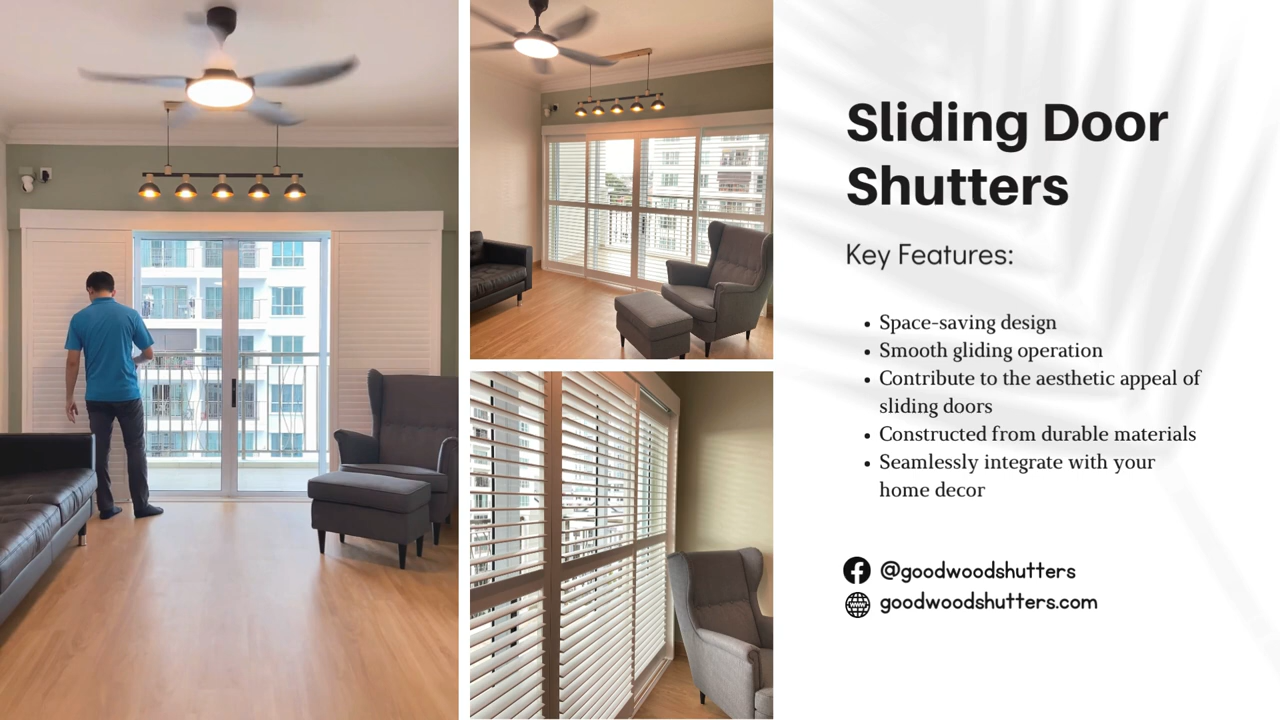 Sliding Door
Shutters
Key Features:
• Space-saving design
• Smooth gliding operation
• Contribute to the aesthetic appeal of
sliding doors
• Constructed from durable materials
• Seamlessly integrate with your
home decor
@goodwoodshutters
goodwoodshutters.com